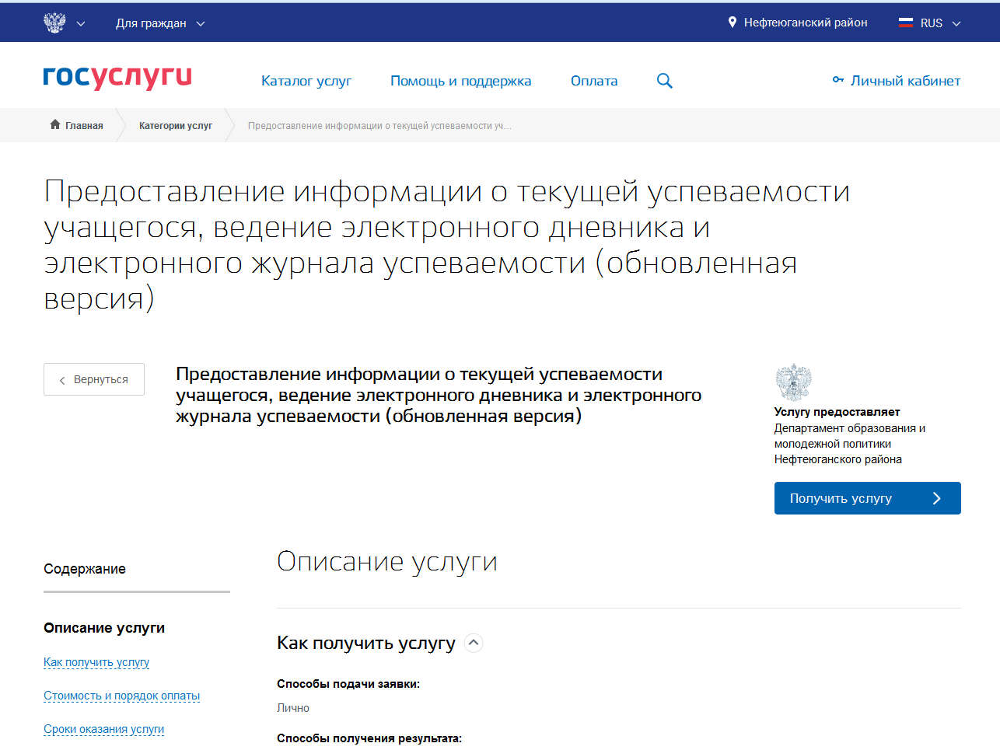 Для граждан
Нефтеюганский район
RUS
госуслуги
Каталог услуг
Помощь и поддержка
Оплата
Личный кабинет
Главная
Категории услуг
Предоставление информации о текущей успеваемости уч...
Предоставление информации о текущей успеваемости
учащегося, ведение электронного дневника и
электронного журнала успеваемости (обновленная
версия)
Вернуться
Предоставление информации о текущей успеваемости
учащегося, ведение электронного дневника и электронного
журнала успеваемости (обновленная версия)
Услугу предоставляет
Департамент образования и
молодежной политики
Нефтеюганского района
Получить услугу
Содержание
Описание услуги
Как получить услугу
Стоимость и порядок оплаты
Сроки оказания услуги
Описание услуги
Как получить услугу
Способы подачи заявки:
Лично
Способы получения результата: